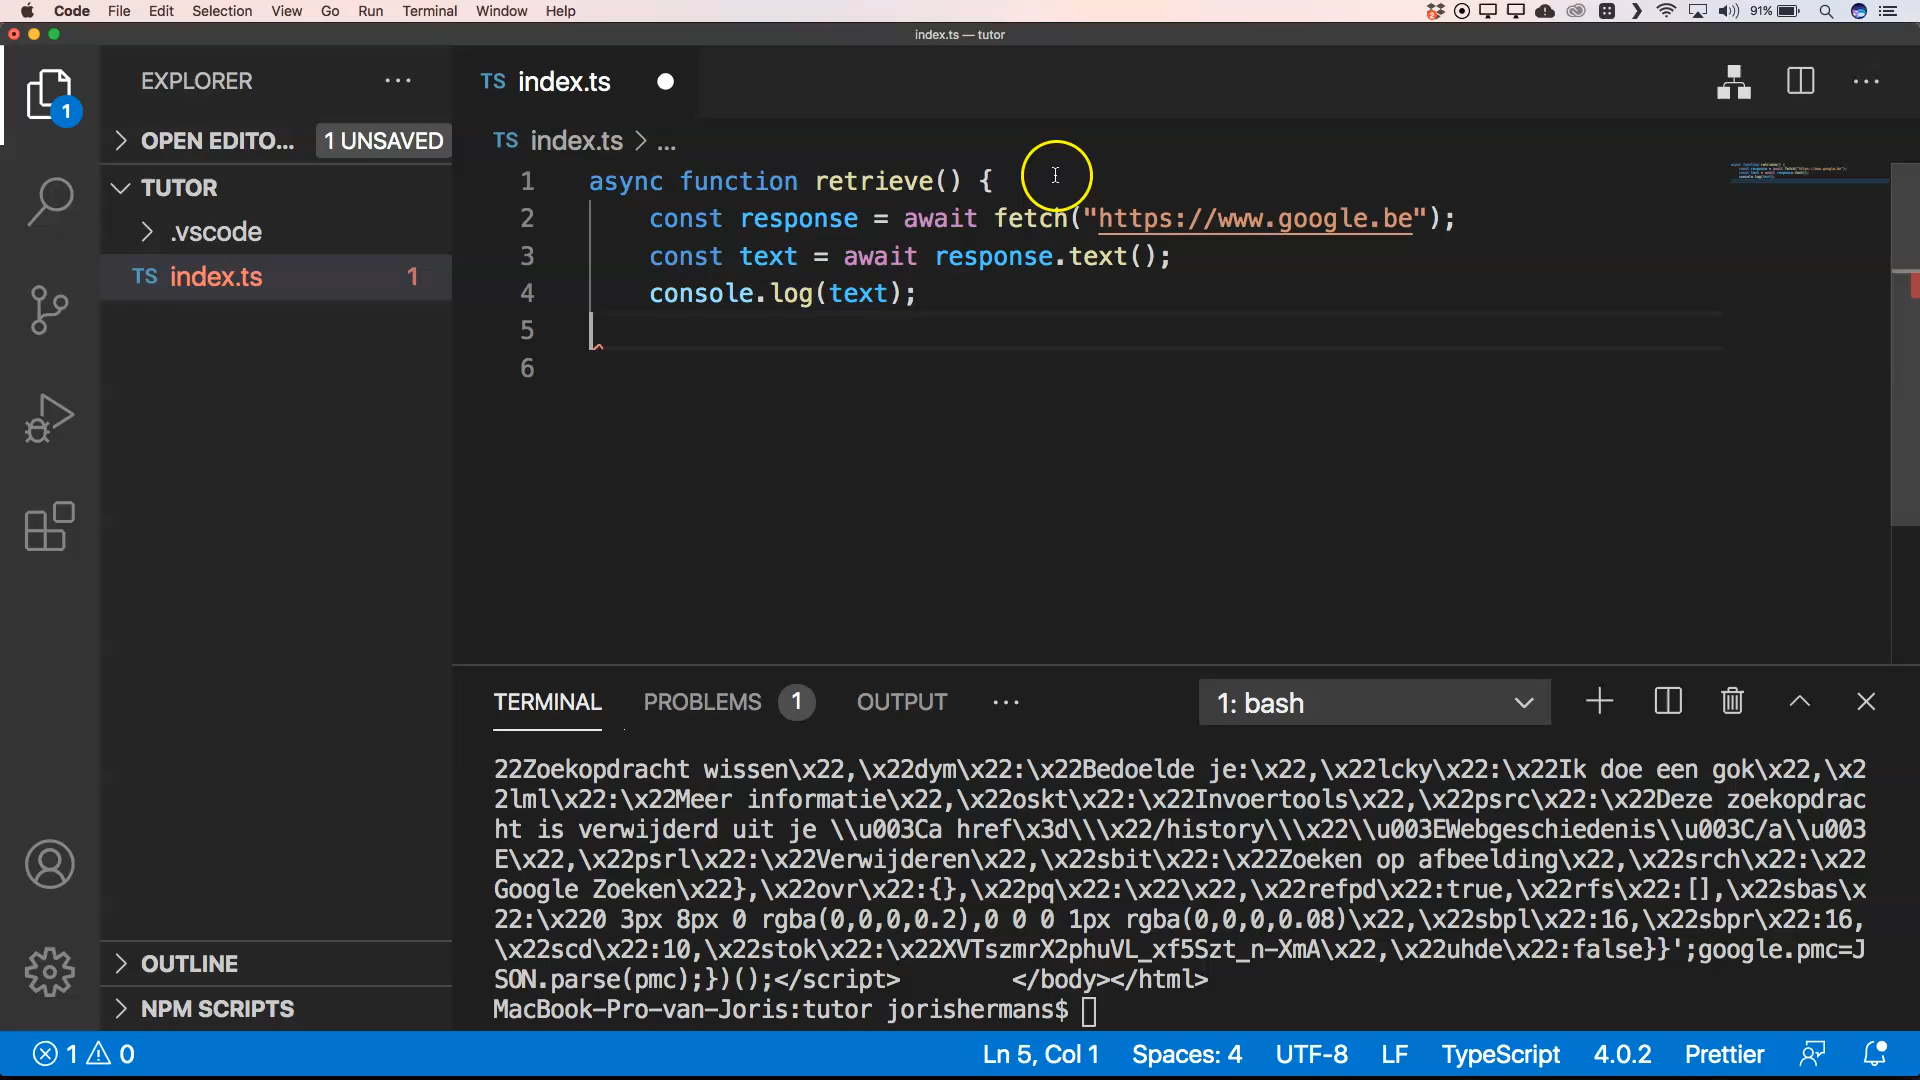 Code File Edit Selection View Go Run Terminal Window Help 91%
index.ts — tutor
EXPLORER
TS index.ts
OPEN EDITO... 1 UNSAVED
TS index.ts > ...
TUTOR
.vscode
TS index.ts 1
1 async function retrieve() {
2 const response = await fetch("https://www.google.be");
3 const text = await response.text();
4 console.log(text);
5
6
1
TERMINAL PROBLEMS 1 OUTPUT ... 1: bash
22Zoekopdracht wissen\x22,\x22dym\x22:\x22Bedoelde je:\x22,\x22lcky\x22:\x22Ik doe een gok\x22,\x2
2lml\x22:\x22Meer informatie\x22,\x22oskt\x22:\x22Invoertools\x22,\x22psrc\x22:\x22Deze zoekopdrac
ht is verwijderd uit je \\u003Ca href\x3d\\\x22/history\\\x22\\u003EWebgeschiedenis\\u003C/a\\u003
E\x22,\x22psrl\x22:\x22Verwijderen\x22,\x22sbit\x22:\x22Zoeken op afbeelding\x22,\x22srch\x22:\x22
Google Zoeken\x22},\x22ovr\x22:{},\x22pq\x22:\x22\x22,\x22refpd\x22:true,\x22rfs\x22:[],\x22sbas\x
22:\x220 3px 8px 0 rgba(0,0,0,0.2),0 0 0 1px rgba(0,0,0,0.08)\x22,\x22sbpl\x22:16,\x22sbpr\x22:16,
\x22scd\x22:10,\x22stok\x22:\x22XVTszmrX2phuVL_xf5Szt_n-XmA\x22,\x22uhde\x22:false}}';google.pmc=J
SON.parse(pmc);})();</script> </body></html>
MacBook-Pro-van-Joris:tutor jorishermans$
OUTLINE
NPM SCRIPTS
1 0 Ln 5, Col 1 Spaces: 4 UTF-8 LF TypeScript 4.0.2 Prettier